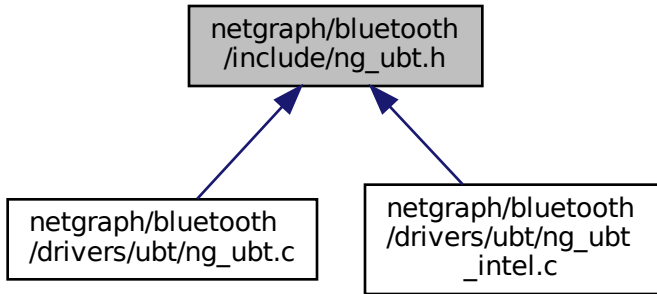 netgraph/bluetooth
/include/ng_ubt.h
netgraph/bluetooth
/drivers/ubt/ng_ubt.c
netgraph/bluetooth
/drivers/ubt/ng_ubt
_intel.c